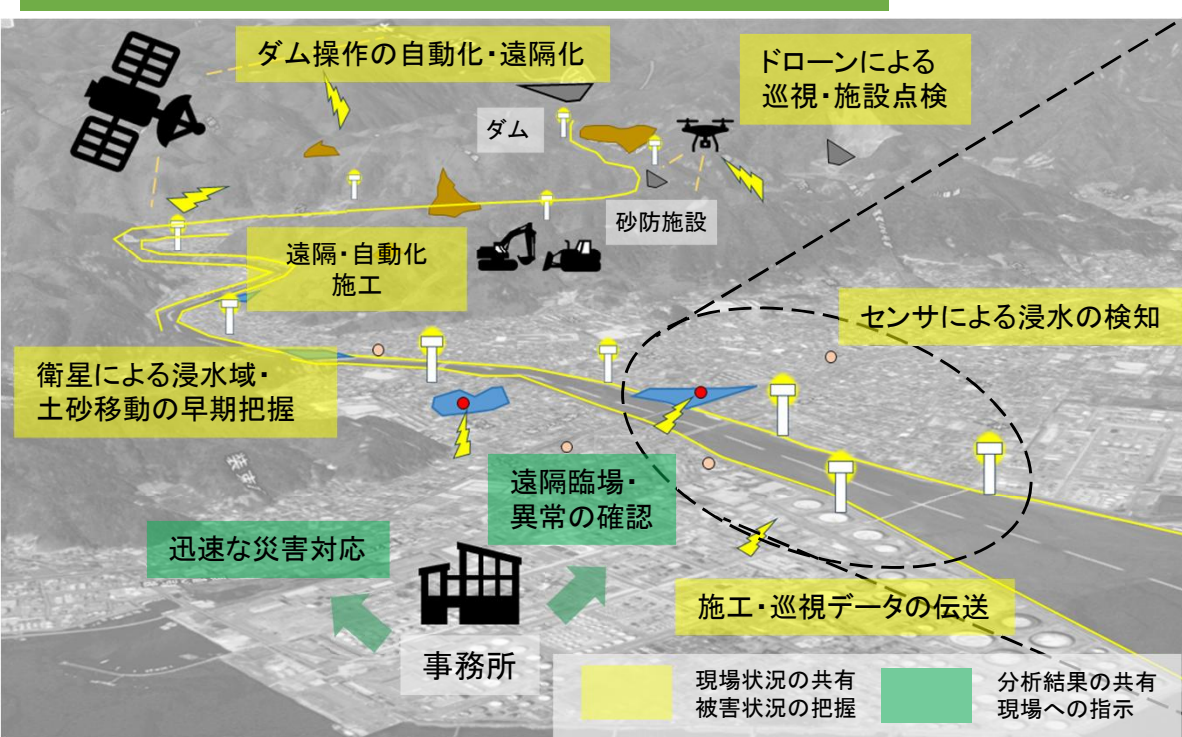 ダム操作の自動化・遠隔化
ドローンによる
巡視・施設点検
ダム
砂防施設
遠隔・自動化
施工
センサによる浸水の検知
衛星による浸水域・
土砂移動の早期把握
遠隔臨場・
異常の確認
迅速な災害対応
施工・巡視データの伝送
事務所
現場状況の共有
被害状況の把握
分析結果の共有
現場への指示